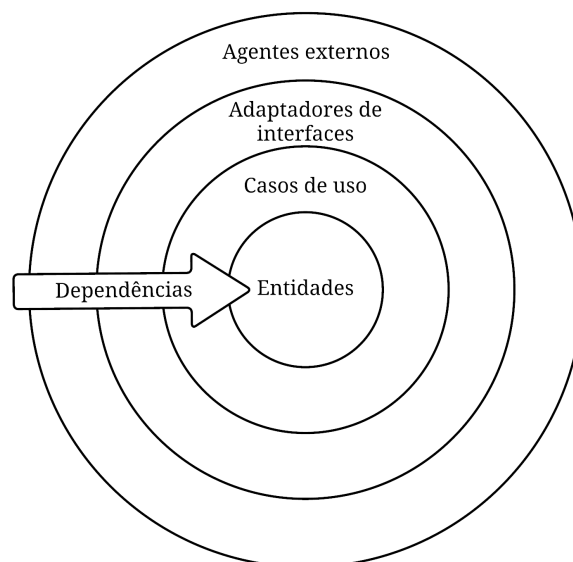 Agentes externos
Adaptadores de
interfaces
Casos de uso
Dependências
Entidades